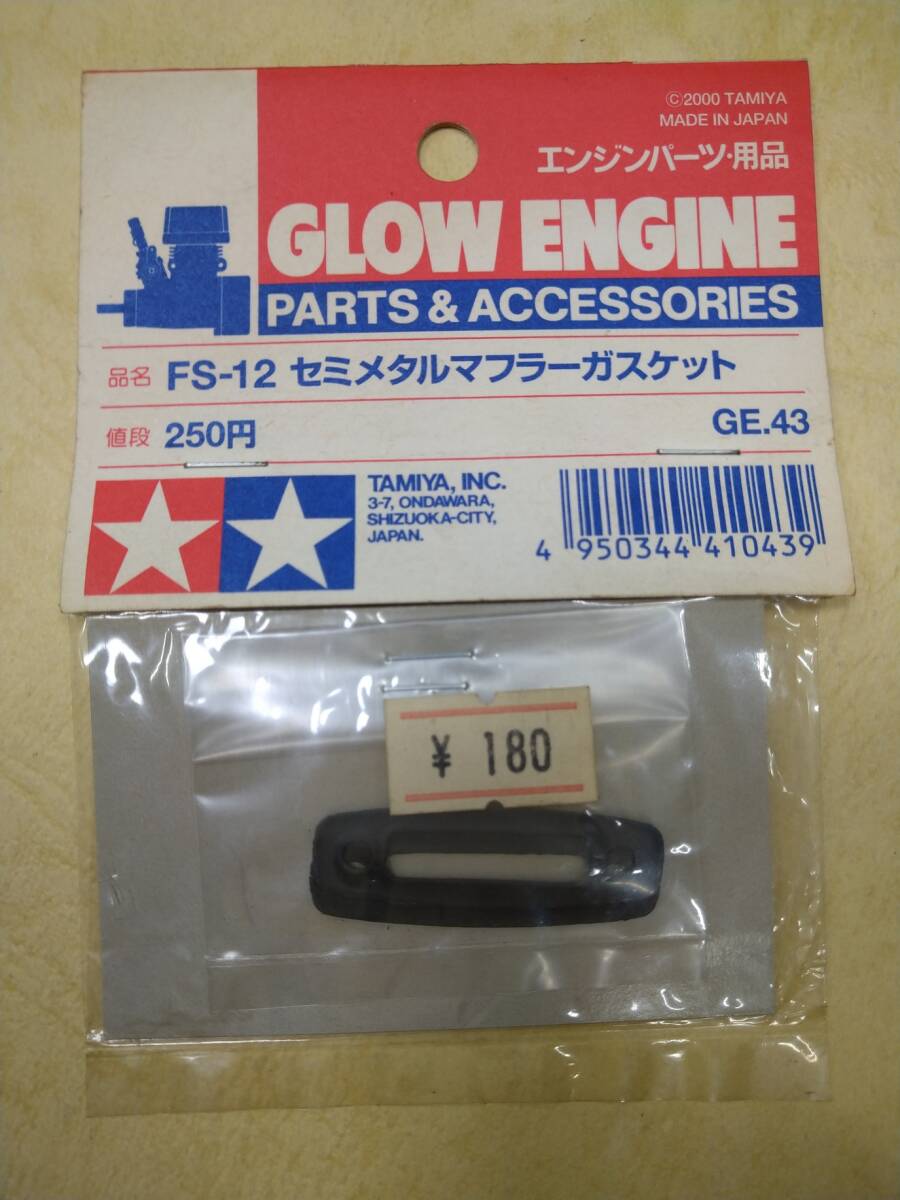 ©2000 TAMIYA
MADE IN JAPAN
エンジンパーツ・用品
GLOW ENGINE
PARTS & ACCESSORIES
品名 FS-12 セミメタルマフラーガスケット
値段 250円 GE.43
TAMIYA, INC.
3-7, ONDAWARA,
SHIZUOKA-CITY,
JAPAN.
4 950344 410439
¥ 180